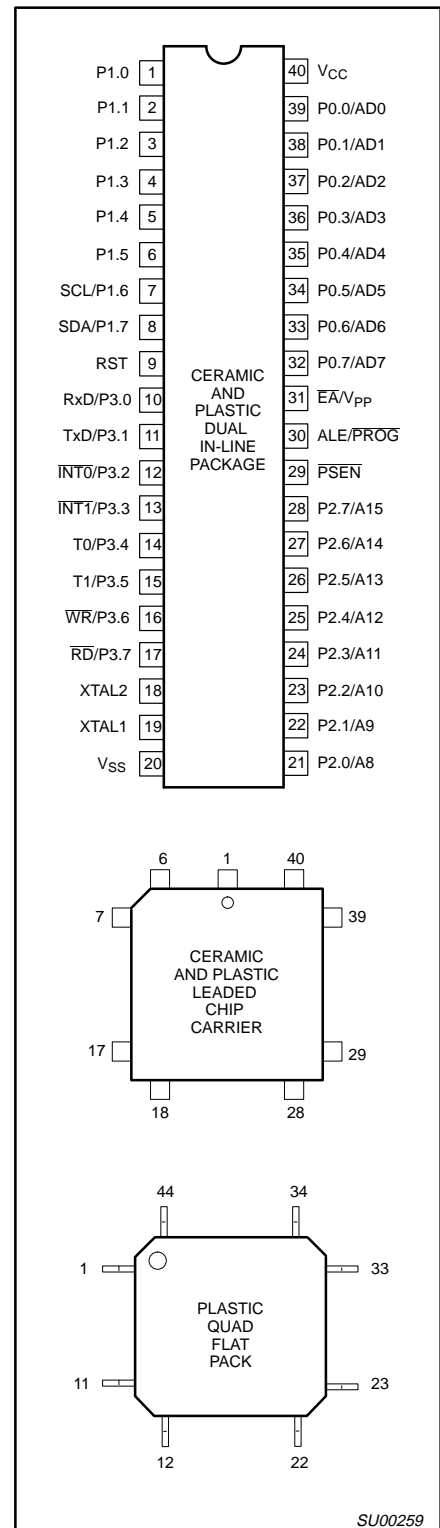 P1.0 1
P1.1 2
P1.2 3
P1.3 4
P1.4 5
P1.5 6
SCL/P1.6 7
SDA/P1.7 8
RST 9
RxD/P3.0 10
TxD/P3.1 11
INT0/P3.2 12
INT1/P3.3 13
T0/P3.4 14
T1/P3.5 15
WR/P3.6 16
RD/P3.7 17
XTAL2 18
XTAL1 19
VSS 20
CERAMIC
AND
PLASTIC
DUAL
IN-LINE
PACKAGE
40 VCC
39 P0.0/AD0
38 P0.1/AD1
37 P0.2/AD2
36 P0.3/AD3
35 P0.4/AD4
34 P0.5/AD5
33 P0.6/AD6
32 P0.7/AD7
31 EA/VPP
30 ALE/PROG
29 PSEN
28 P2.7/A15
27 P2.6/A14
26 P2.5/A13
25 P2.4/A12
24 P2.3/A11
23 P2.2/A10
22 P2.1/A9
21 P2.0/A8
6 1 40
7 39
CERAMIC
AND PLASTIC
LEADED
CHIP
CARRIER
17 29
18 28
44 34
1 33
PLASTIC
QUAD
FLAT
PACK
11 23
12 22
SU00259